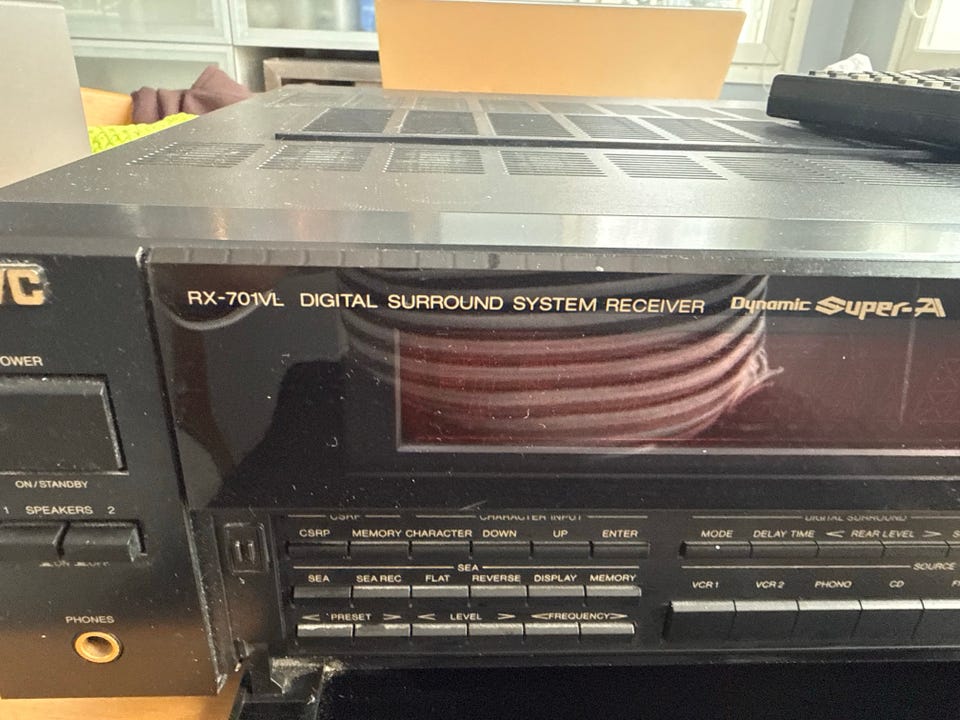 VC
RX-701VL DIGITAL SURROUND SYSTEM RECEIVER Dynamic Super-A
OWER
ON/STANDBY
1 SPEAKERS 2
PHONES
CSRP CHARACTER INPUT DIGITAL SURROUND
CSRP MEMORY CHARACTER DOWN UP ENTER MODE DELAY TIME < REAR LEVEL > S
SEA SOURCE
SEA SEA REC FLAT REVERSE DISPLAY MEMORY VCR 1 VCR 2 PHONO CD
< PRESET > < LEVEL > < FREQUENCY >